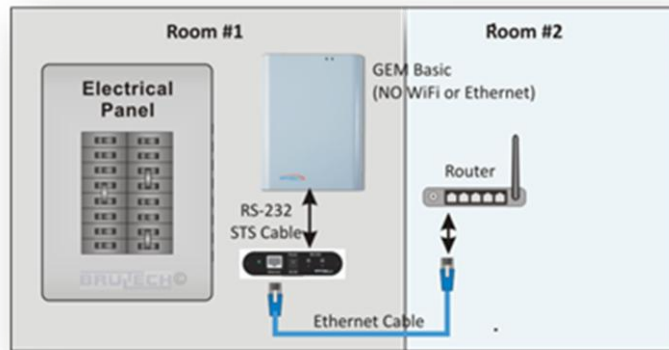 Room #1
Room #2
Electrical
Panel
GEM Basic
(NO WiFi or Ethernet)
Router
RS-232
STS Cable
BRULTECH©
Ethernet Cable